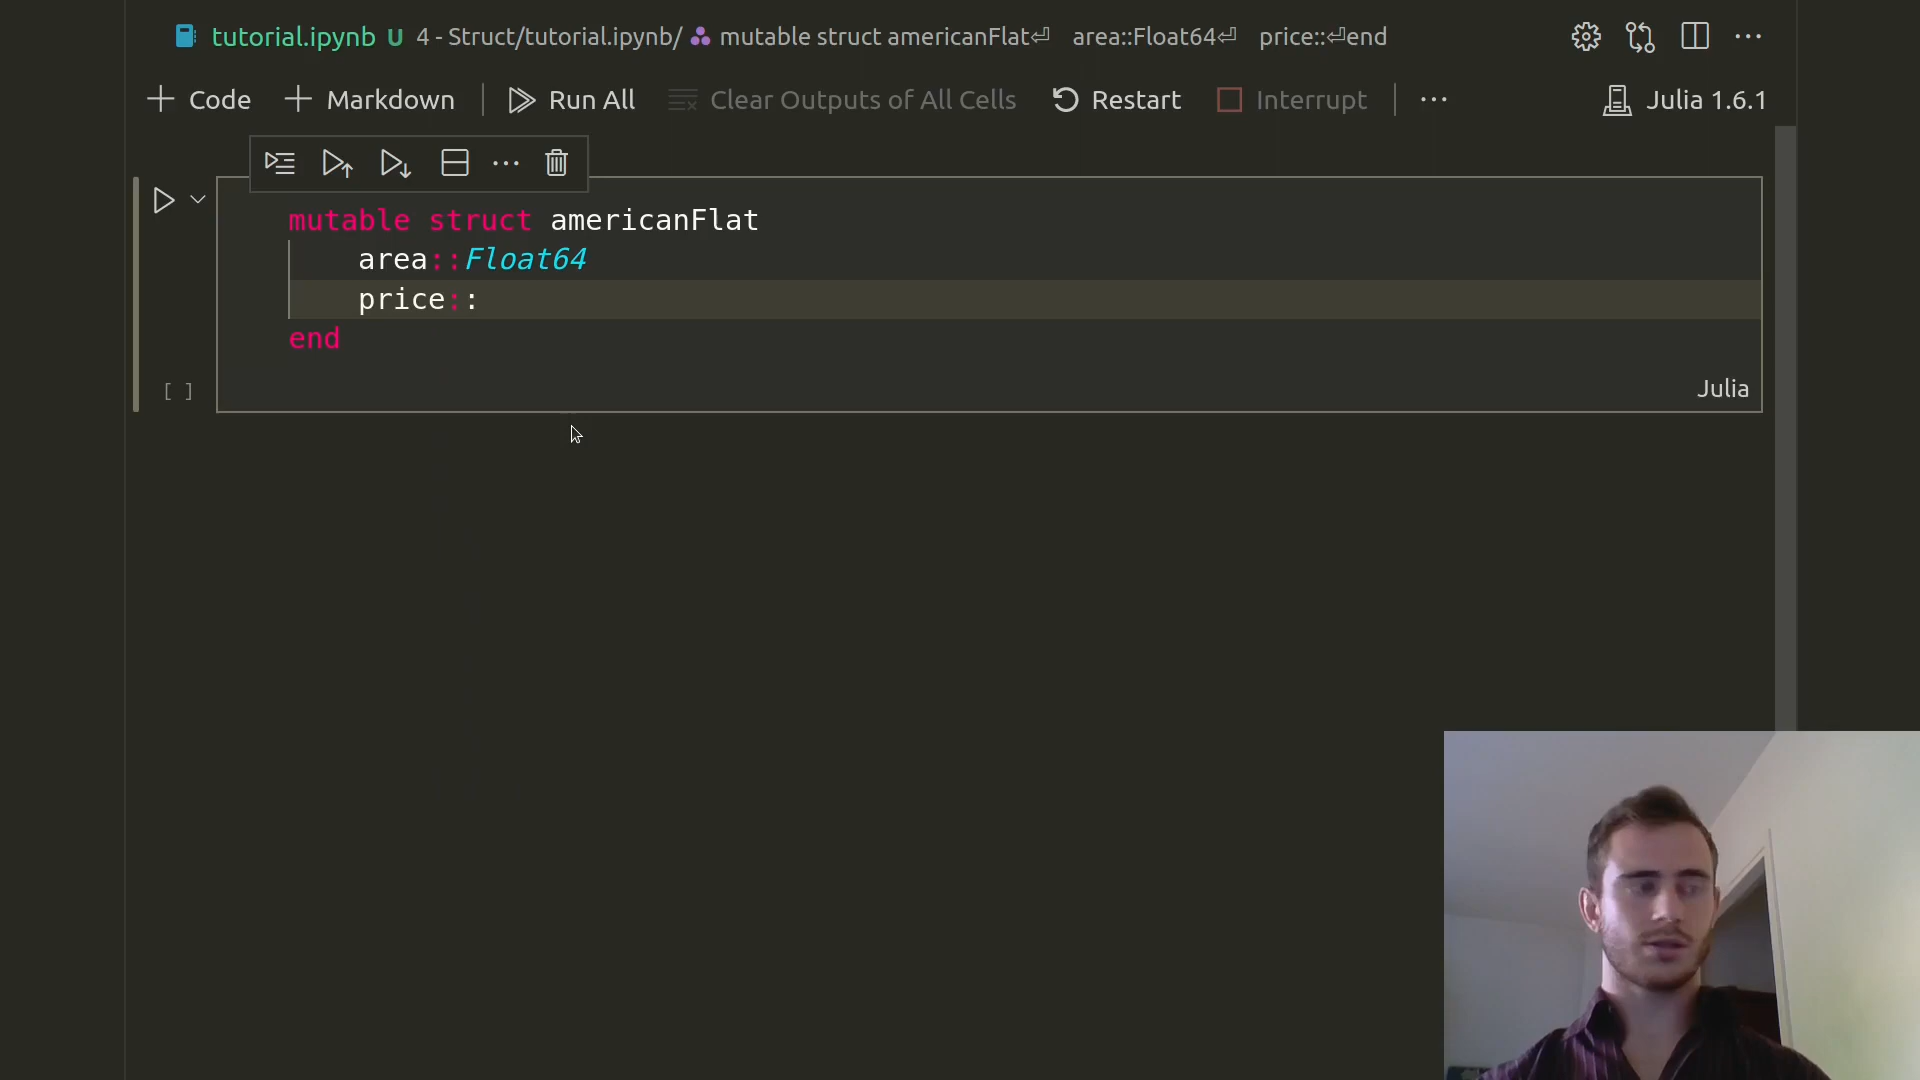 tutorial.ipynb U 4 - Struct/tutorial.ipynb/ mutable struct americanFlat⏎ area::Float64⏎ price::⏎end
Code Markdown Run All Clear Outputs of All Cells Restart Interrupt ··· Julia 1.6.1
mutable struct americanFlat
area::Float64
price::
end
[ ]
Julia